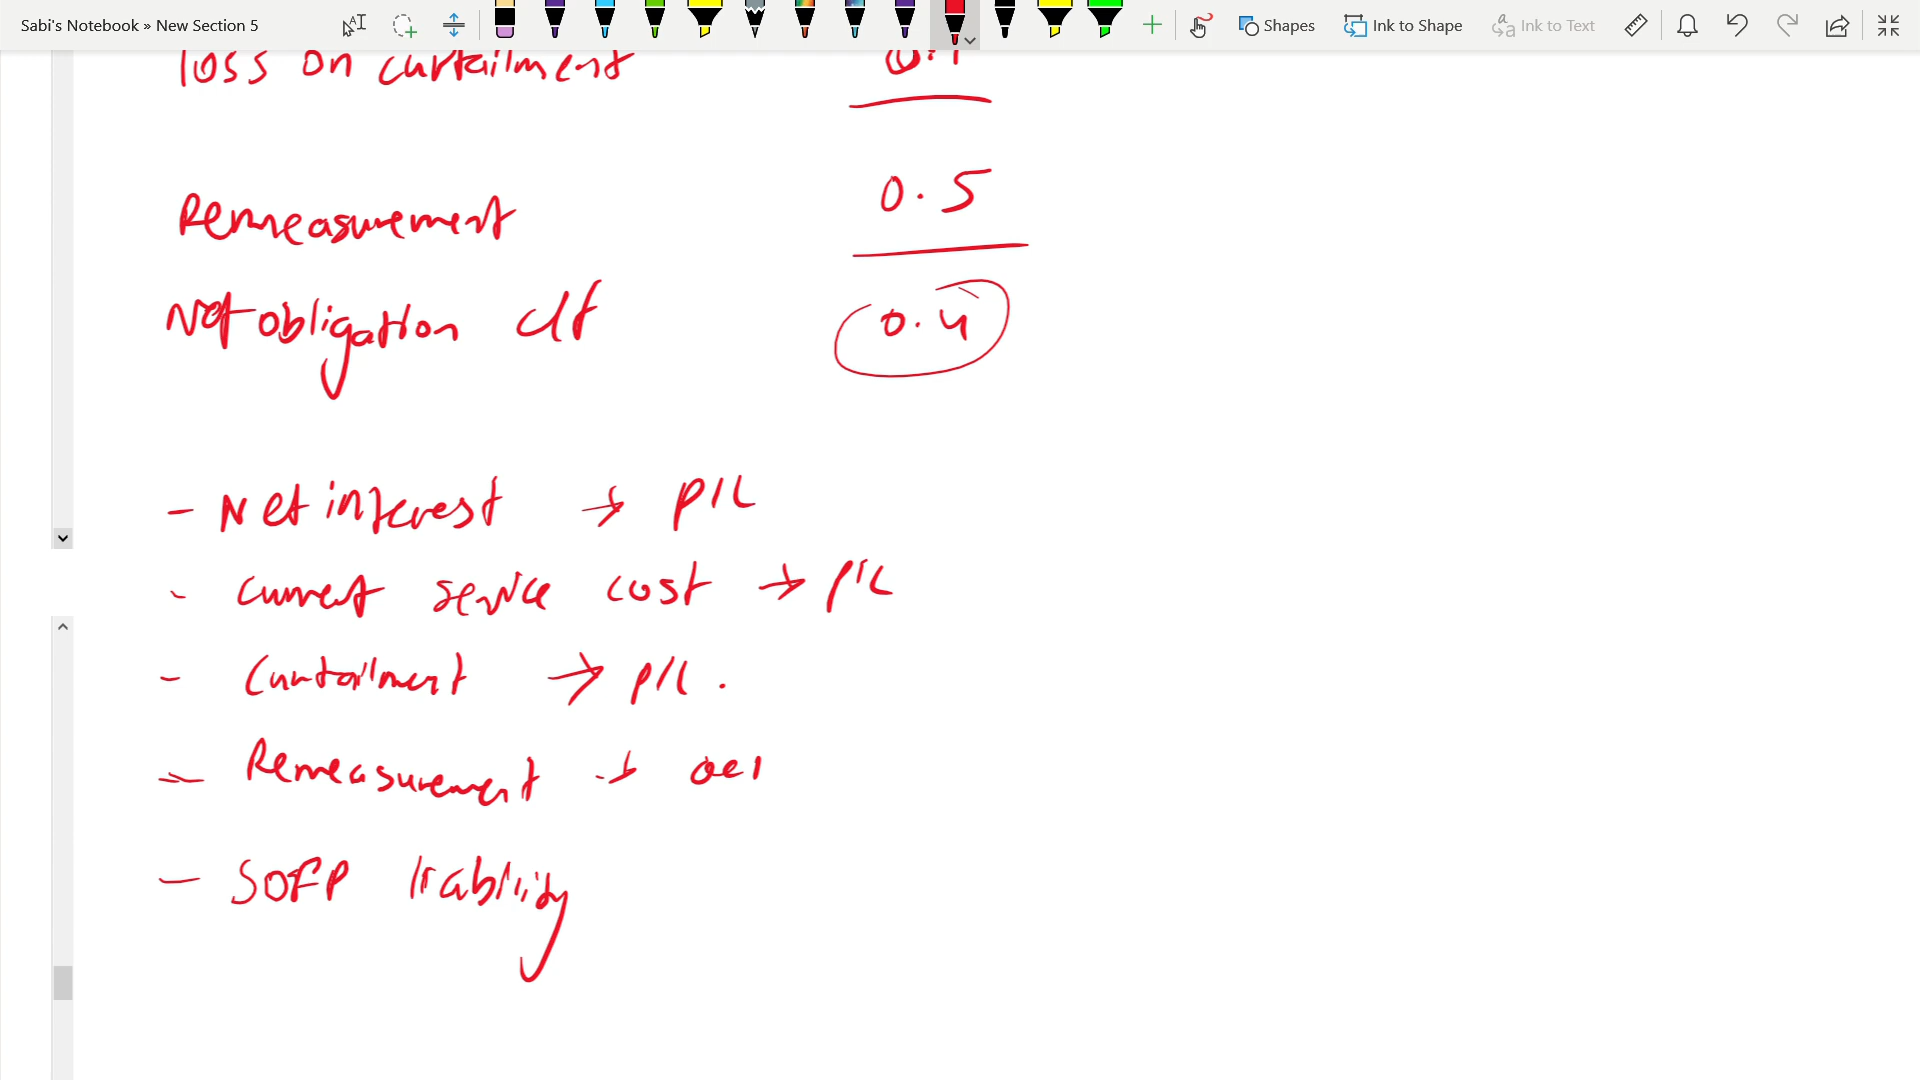 Sabi's Notebook » New Section 5
Shapes
Ink to Shape
Ink to Text
loss on curtailment
0.5
Remeasurement
Net obligation c/f 0.4
- Net interest → P/L
- Current service cost → P/L
- Curtailment → P/L.
- Remeasurement → OCI
- SOFP liability